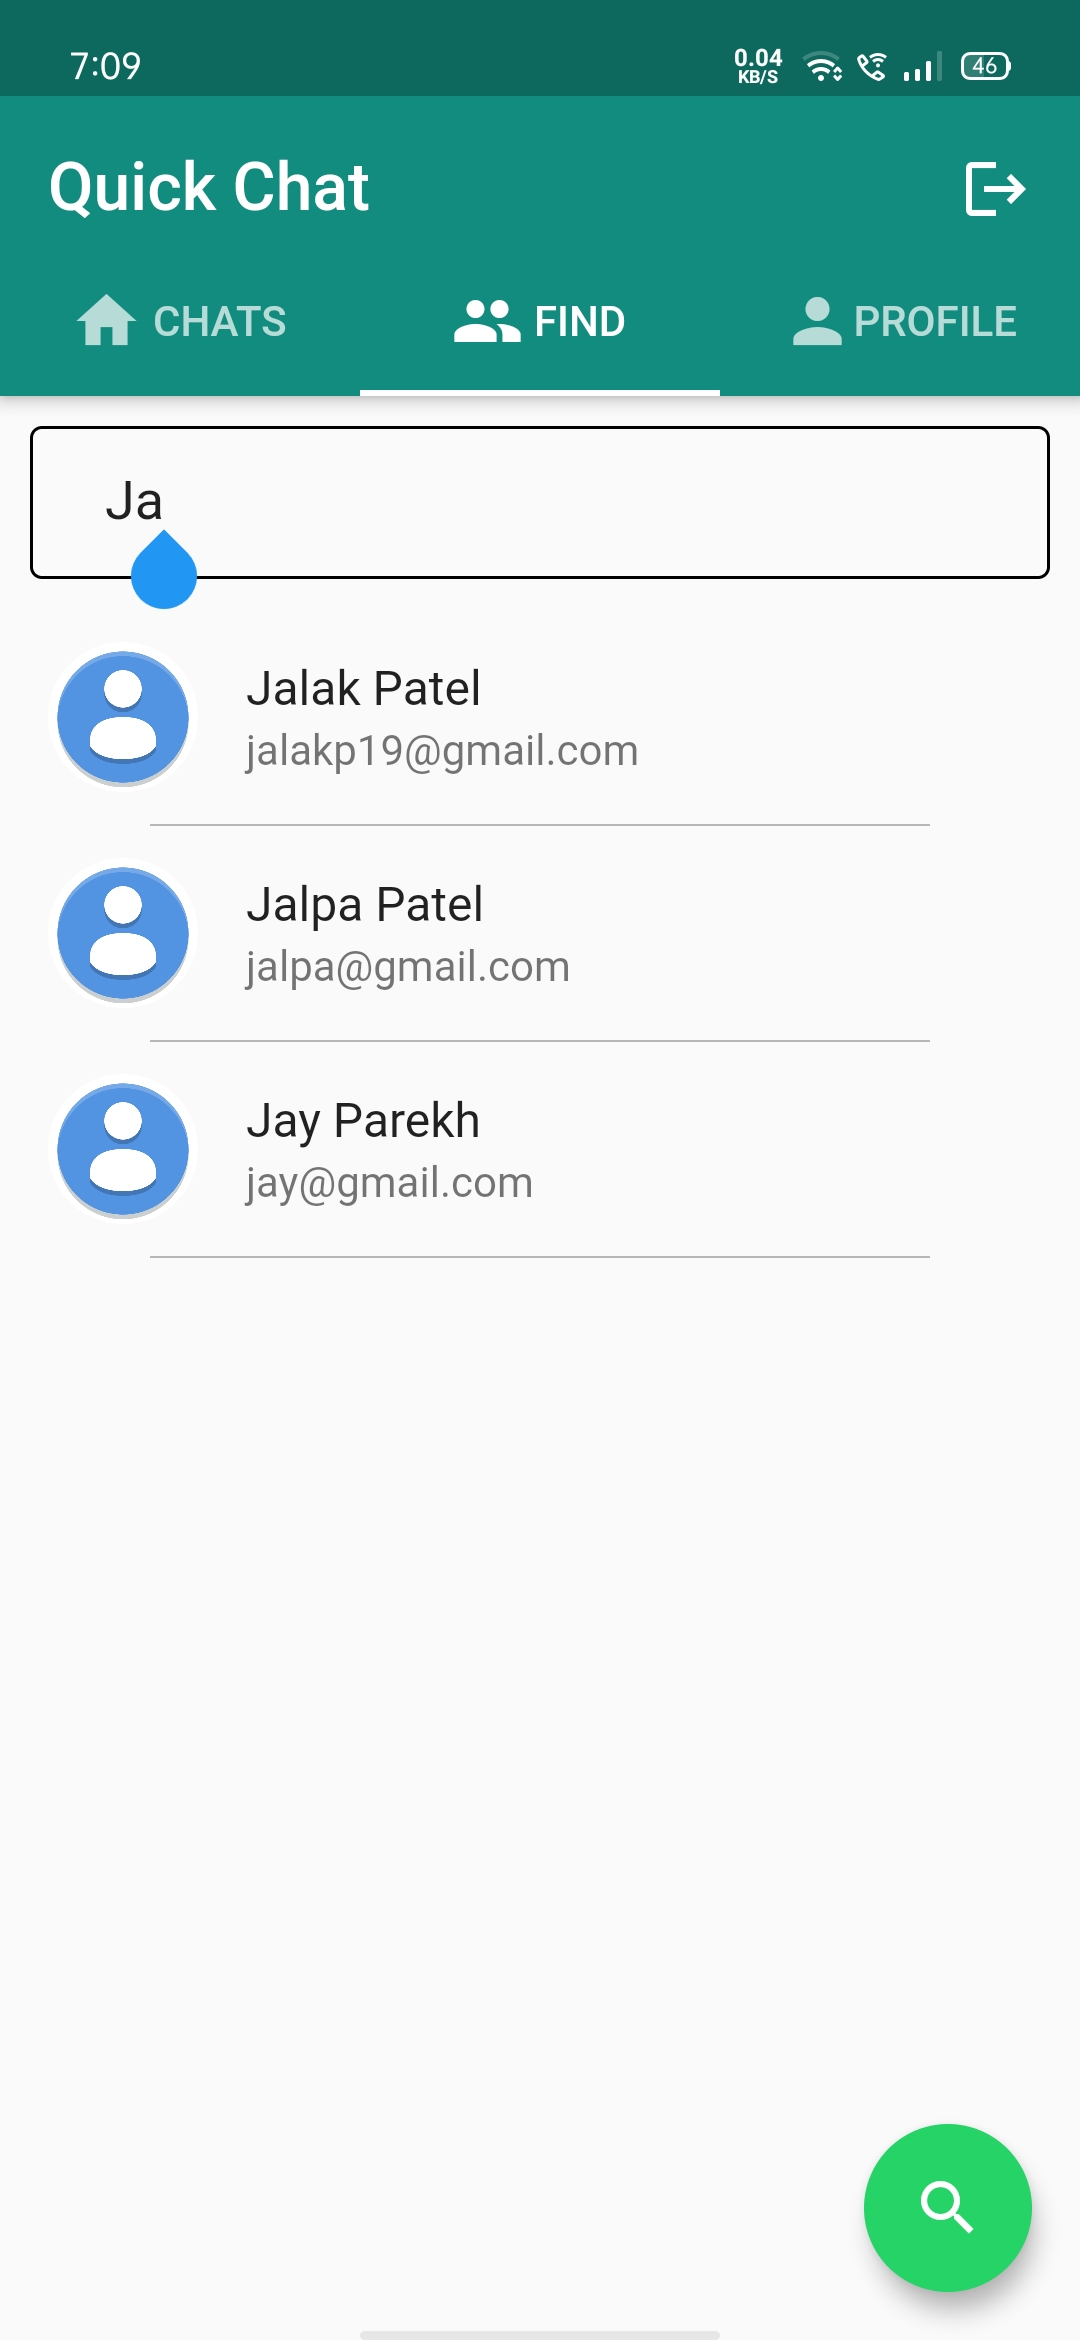 7:09
0.04
KB/S
46
Quick Chat
CHATS FIND PROFILE
Ja
Jalak Patel
jalakp19@gmail.com
Jalpa Patel
jalpa@gmail.com
Jay Parekh
jay@gmail.com